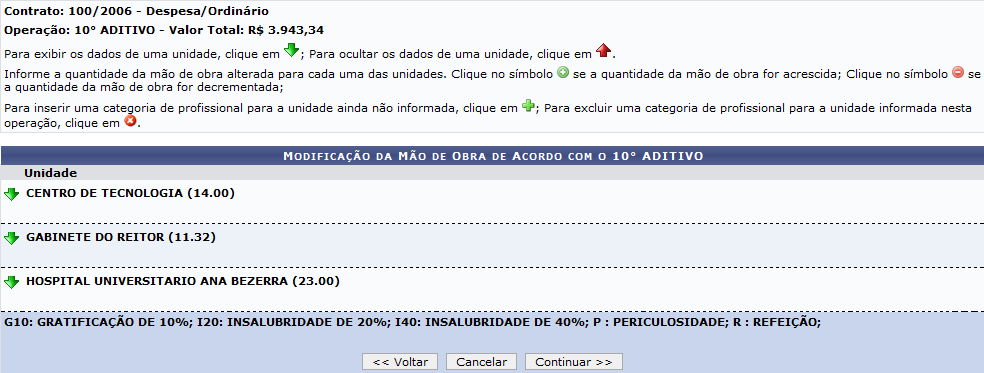 Contrato: 100/2006 - Despesa/Ordinário
Operação: 10° ADITIVO - Valor Total: R$ 3.943,34
Para exibir os dados de uma unidade, clique em ; Para ocultar os dados de uma unidade, clique em .
Informe a quantidade da mão de obra alterada para cada uma das unidades. Clique no símbolo se a quantidade da mão de obra for acrescida; Clique no símbolo se
a quantidade da mão de obra for decrementada;
Para inserir uma categoria de profissional para a unidade ainda não informada, clique em ; Para excluir uma categoria de profissional para a unidade informada nesta
operação, clique em .
MODIFICAÇÃO DA MÃO DE OBRA DE ACORDO COM O 10° ADITIVO
Unidade
CENTRO DE TECNOLOGIA (14.00)
GABINETE DO REITOR (11.32)
HOSPITAL UNIVERSITARIO ANA BEZERRA (23.00)
G10: GRATIFICAÇÃO DE 10%; I20: INSALUBRIDADE DE 20%; I40: INSALUBRIDADE DE 40%; P : PERICULOSIDADE; R : REFEIÇÃO;
<< Voltar Cancelar Continuar >>